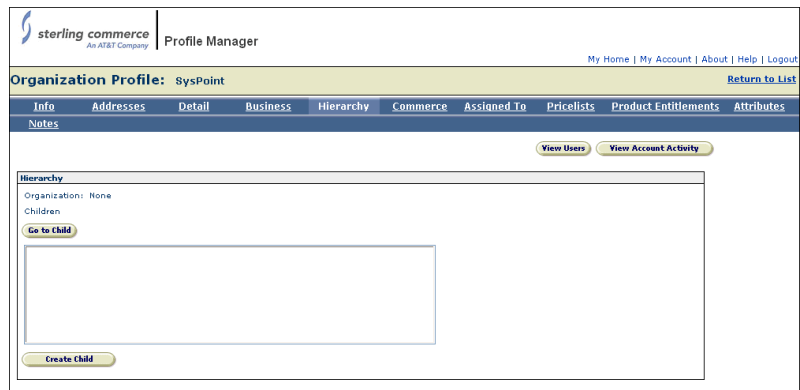 sterling commerce
An AT&T Company
Profile Manager
My Home | My Account | About | Help | Logout
Organization Profile: SysPoint
Return to List
Info Addresses Detail Business Hierarchy Commerce Assigned To Pricelists Product Entitlements Attributes
Notes
View Users View Account Activity
Hierarchy
Organization: None
Children
Go to Child
Create Child